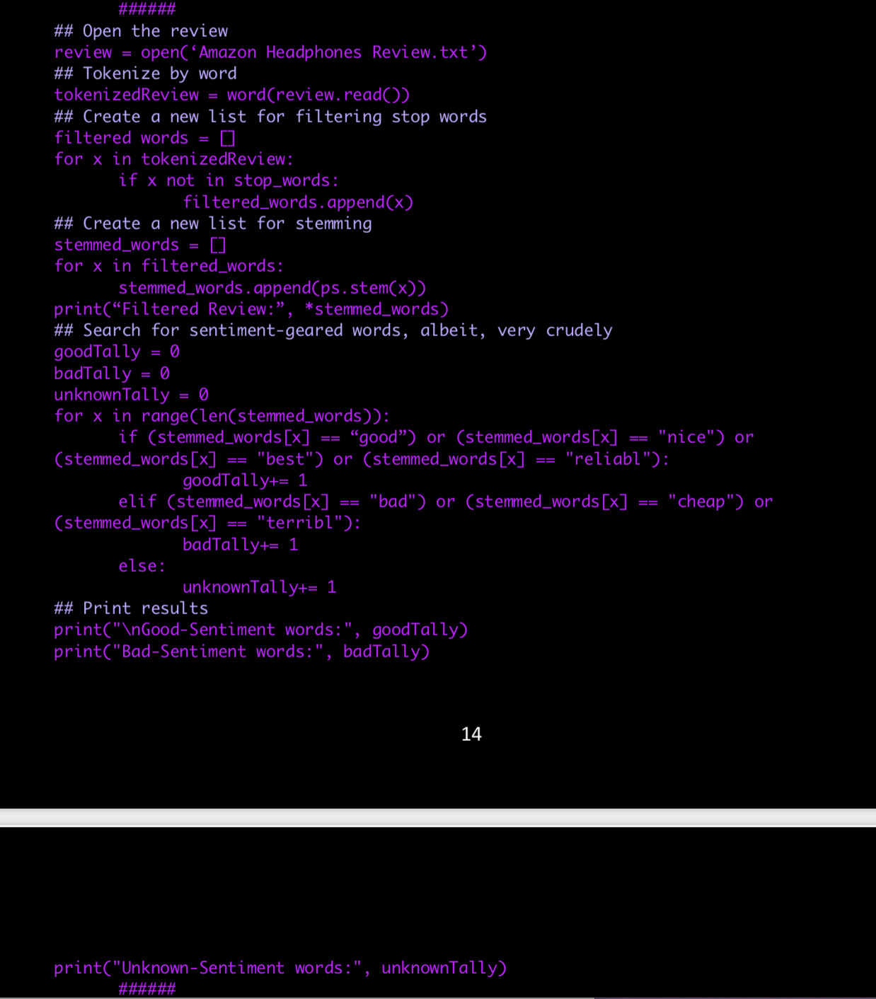 ######
## Open the review
review = open(‘Amazon Headphones Review.txt’)
## Tokenize by word
tokenizedReview = word(review.read())
## Create a new list for filtering stop words
filtered words = []
for x in tokenizedReview:
if x not in stop_words:
filtered_words.append(x)
## Create a new list for stemming
stemmed_words = []
for x in filtered_words:
stemmed_words.append(ps.stem(x))
print(“Filtered Review:”, *stemmed_words)
## Search for sentiment-geared words, albeit, very crudely
goodTally = 0
badTally = 0
unknownTally = 0
for x in range(len(stemmed_words)):
if (stemmed_words[x] == “good”) or (stemmed_words[x] == "nice") or
(stemmed_words[x] == "best") or (stemmed_words[x] == "reliabl"):
goodTally+= 1
elif (stemmed_words[x] == "bad") or (stemmed_words[x] == "cheap") or
(stemmed_words[x] == "terribl"):
badTally+= 1
else:
unknownTally+= 1
## Print results
print("\nGood-Sentiment words:", goodTally)
print("Bad-Sentiment words:", badTally)
14
print("Unknown-Sentiment words:", unknownTally)
######